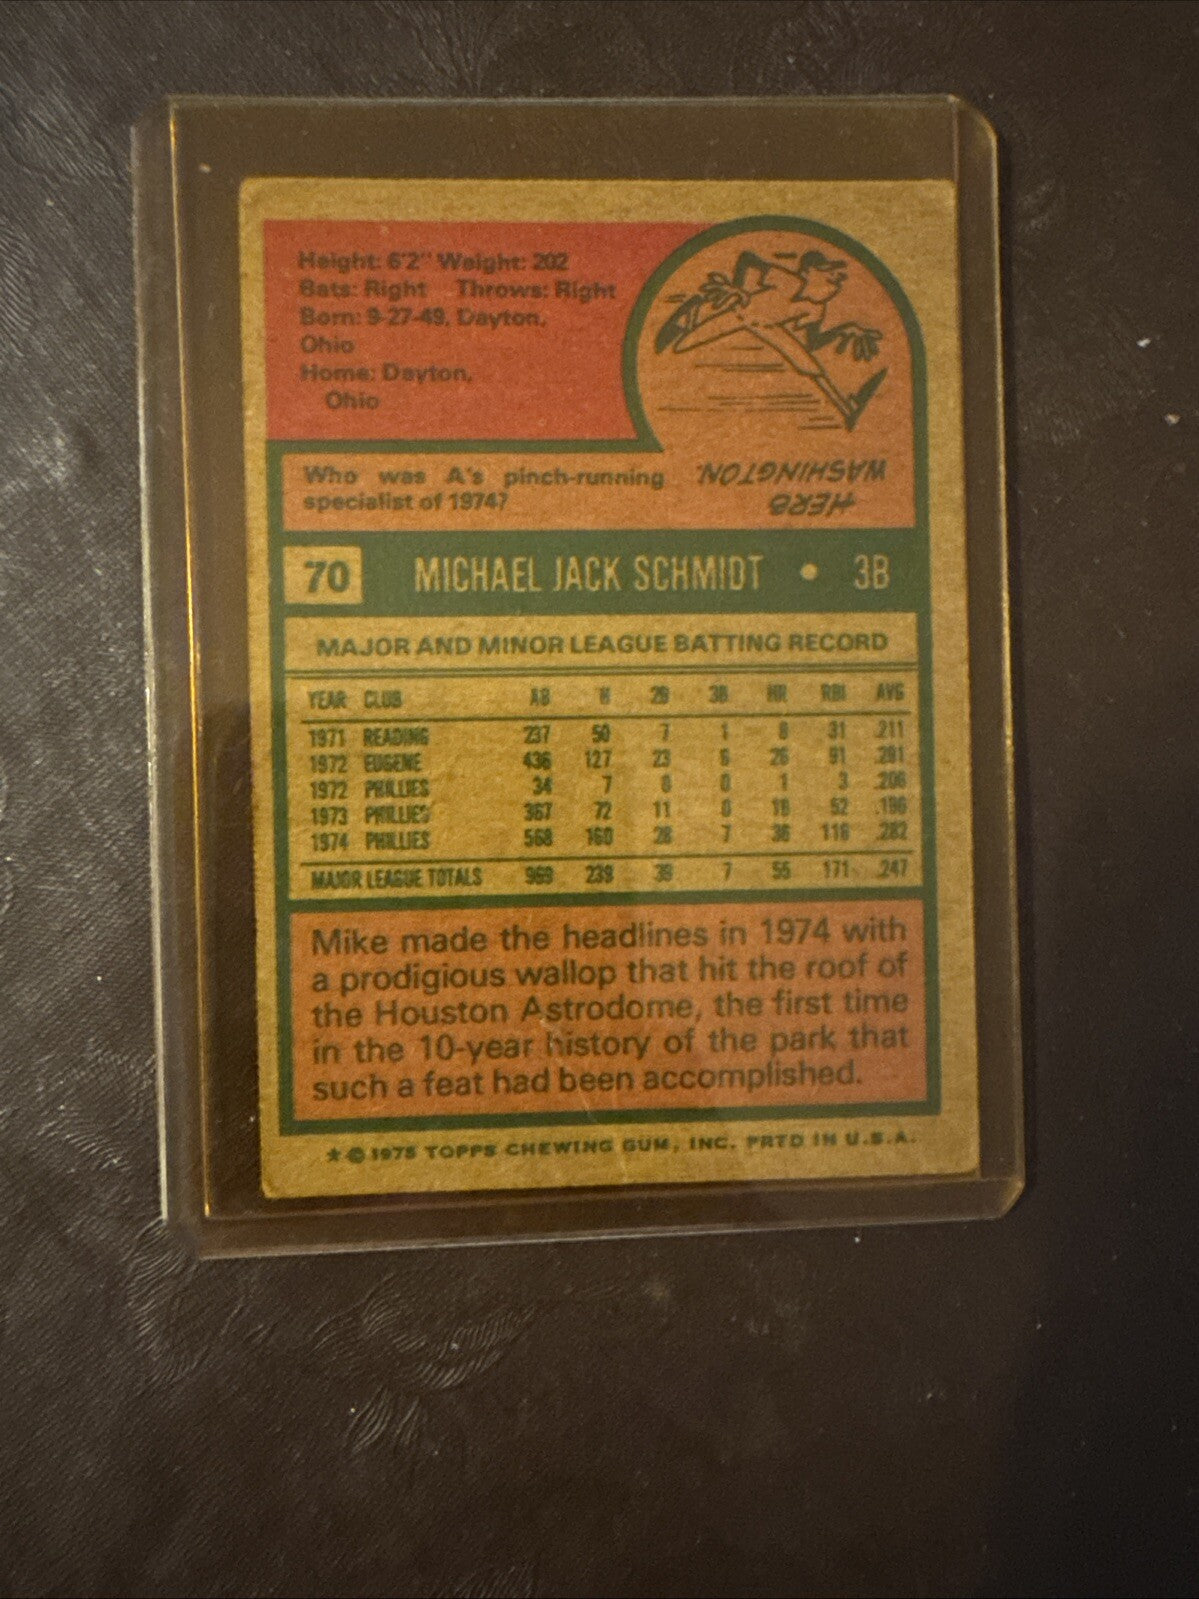 Height: 6'2" Weight: 202
Bats: Right Throws: Right
Born: 9-27-49, Dayton,
Ohio
Home: Dayton,
Ohio
Who was A's pinch-running
specialist of 1974?
HERB
WASHINGTON.
70 MICHAEL JACK SCHMIDT • 3B
MAJOR AND MINOR LEAGUE BATTING RECORD
YEAR CLUB AB H 2B 3B HR RBI AVG
1971 READING 237 50 7 1 8 31 .211
1972 EUGENE 436 127 23 6 26 91 .291
1972 PHILLIES 34 7 0 0 1 3 .206
1973 PHILLIES 367 72 11 0 18 52 .196
1974 PHILLIES 568 160 28 7 36 116 .282
MAJOR LEAGUE TOTALS 969 239 39 7 55 171 .247
Mike made the headlines in 1974 with
a prodigious wallop that hit the roof of
the Houston Astrodome, the first time
in the 10-year history of the park that
such a feat had been accomplished.
★ © 1975 TOPPS CHEWING GUM, INC. PRTD IN U.S.A.